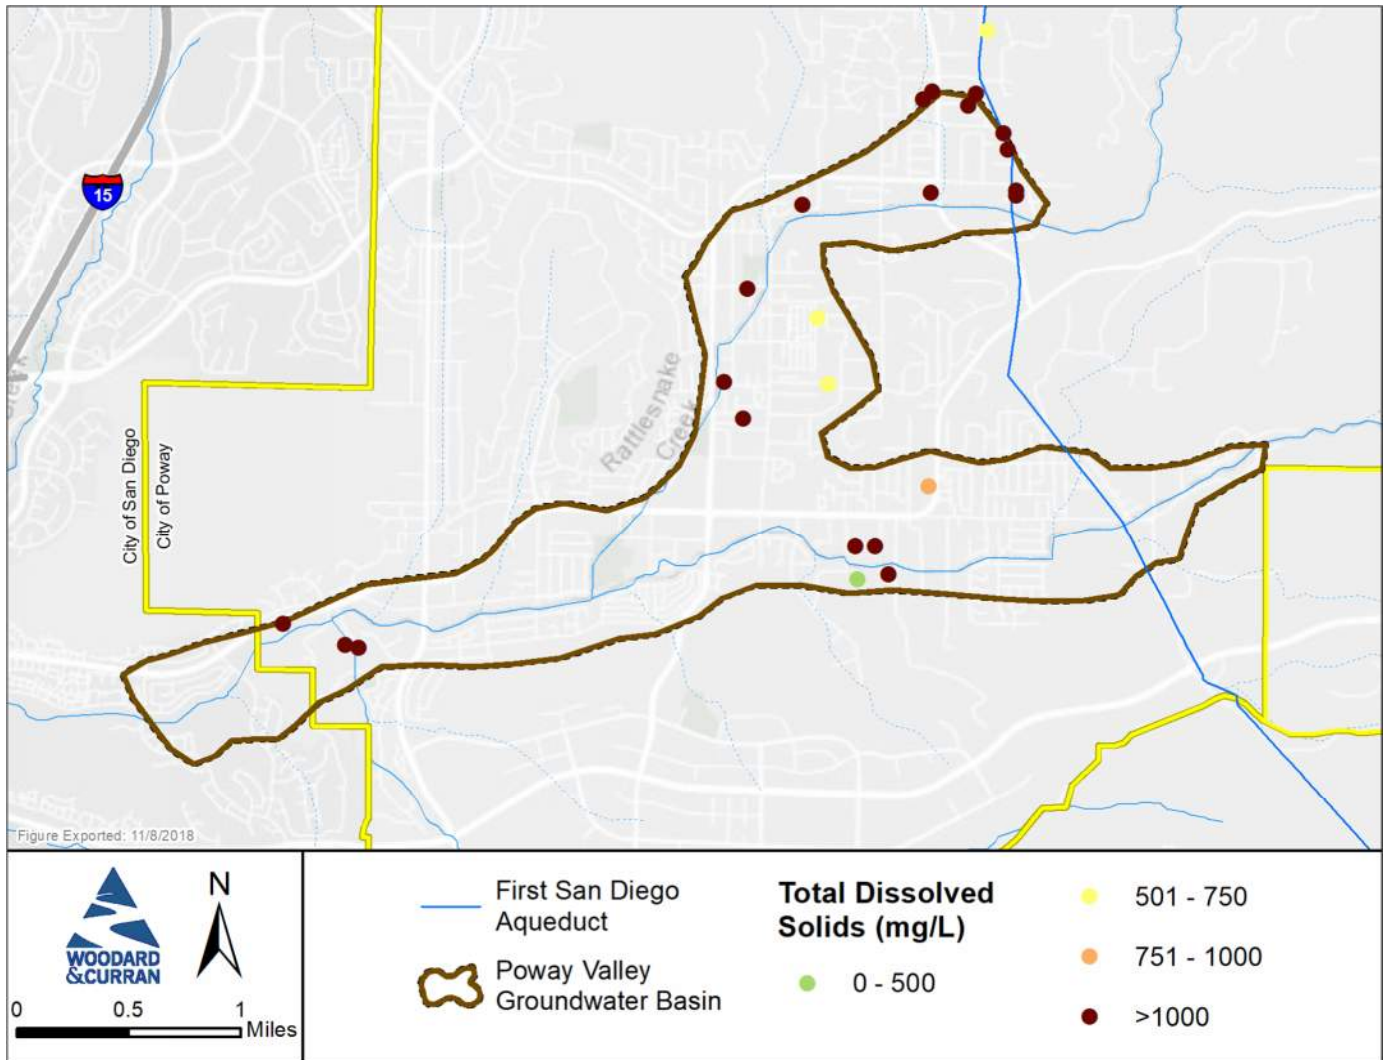 15
Rattlesnake
Creek
City of San Diego
City of Poway
Figure Exported: 11/8/2018
WOODARD
&CURRAN
N
0 0.5 1
Miles
First San Diego
Aqueduct
Poway Valley
Groundwater Basin
Total Dissolved
Solids (mg/L)
0 - 500
501 - 750
751 - 1000
>1000